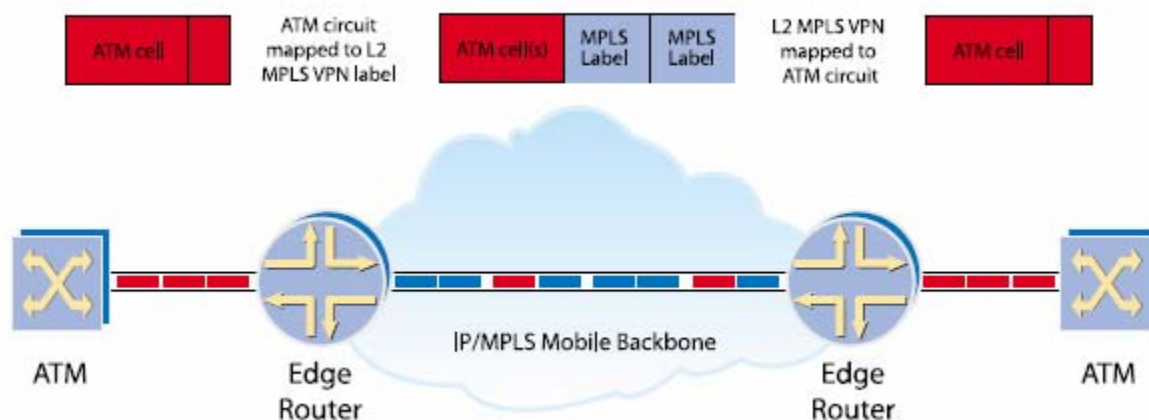 ATM cell
ATM circuit
mapped to L2
MPLS VPN label
ATM cell(s)
MPLS
Label
MPLS
Label
L2 MPLS VPN
mapped to
ATM circuit
ATM cell
IP/MPLS Mobile Backbone
ATM
Edge
Router
Edge
Router
ATM